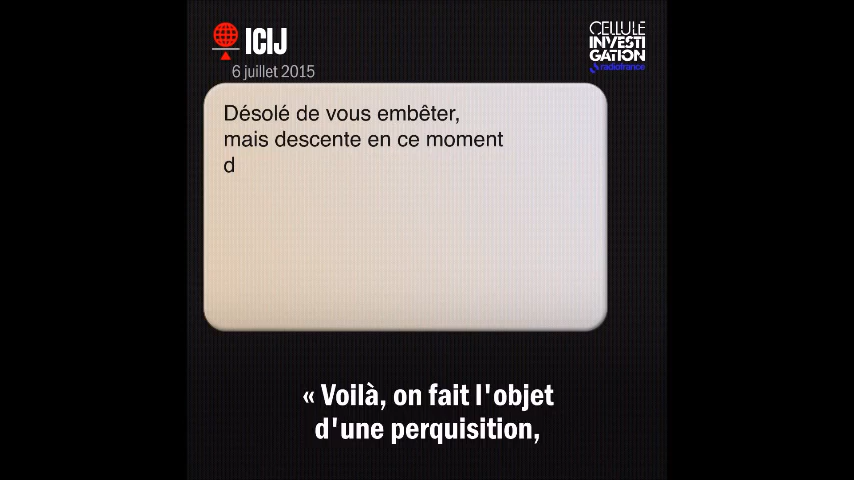 ICIJ
CELLULE
INVESTI
GATION
radiofrance
6 juillet 2015
Désolé de vous embêter,
mais descente en ce moment
d
« Voilà, on fait l'objet
d'une perquisition,